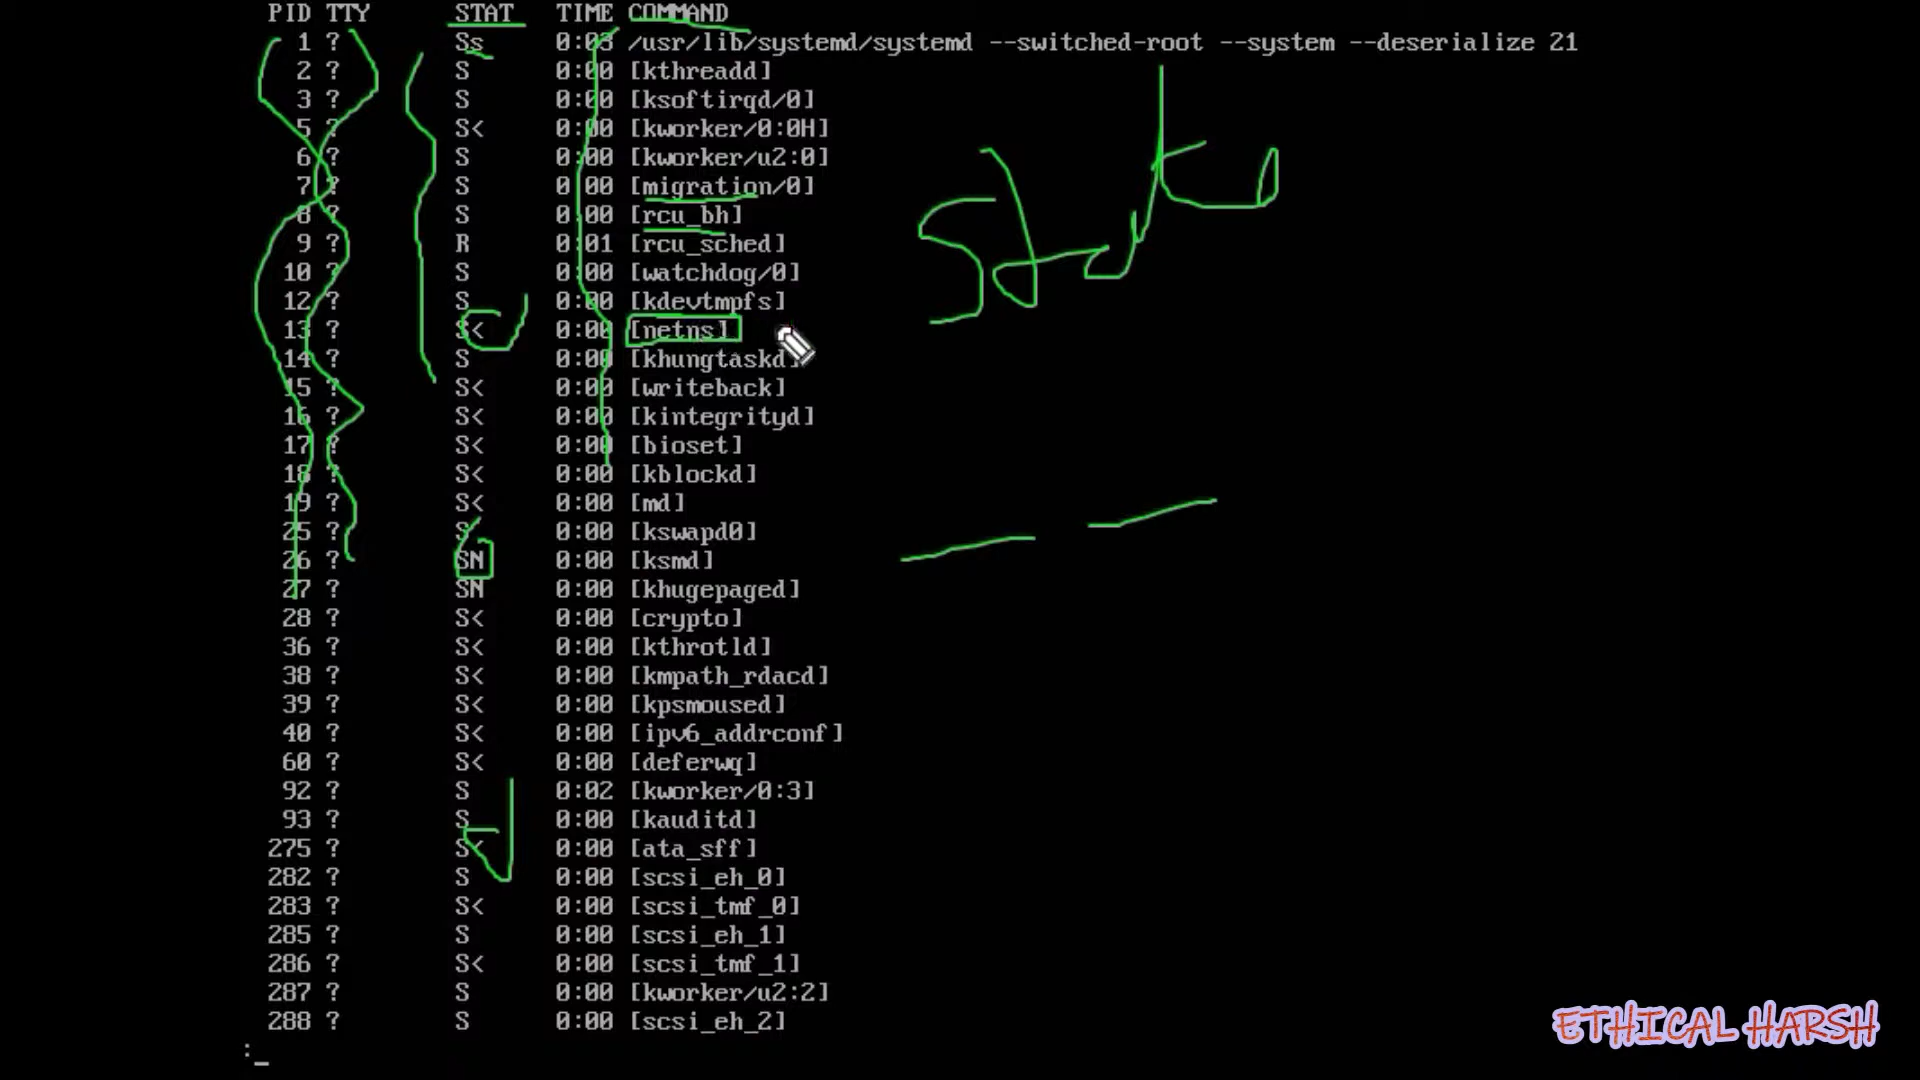 PID TTY STAT TIME COMMAND
1 ? Ss 0:03 /usr/lib/systemd/systemd --switched-root --system --deserialize 21
2 ? S 0:00 [kthreadd]
3 ? S 0:00 [ksoftirqd/0]
5 ? S< 0:00 [kworker/0:0H]
6 ? S 0:00 [kworker/u2:0]
7 ? S 0:00 [migration/0]
8 ? S 0:00 [rcu_bh]
9 ? R 0:01 [rcu_sched]
10 ? S 0:00 [watchdog/0]
12 ? S 0:00 [kdevtmpfs]
13 ? S< 0:00 [netns]
14 ? S 0:00 [khungtaskd]
15 ? S< 0:00 [writeback]
16 ? S< 0:00 [kintegrityd]
17 ? S< 0:00 [bioset]
18 ? S< 0:00 [kblockd]
19 ? S< 0:00 [md]
25 ? S 0:00 [kswapd0]
26 ? SN 0:00 [ksmd]
27 ? SN 0:00 [khugepaged]
28 ? S< 0:00 [crypto]
36 ? S< 0:00 [kthrotld]
38 ? S< 0:00 [kmpath_rdacd]
39 ? S< 0:00 [kpsmoused]
40 ? S< 0:00 [ipv6_addrconf]
60 ? S< 0:00 [deferwq]
92 ? S 0:02 [kworker/0:3]
93 ? S 0:00 [kauditd]
275 ? S< 0:00 [ata_sff]
282 ? S 0:00 [scsi_eh_0]
283 ? S< 0:00 [scsi_tmf_0]
285 ? S 0:00 [scsi_eh_1]
286 ? S< 0:00 [scsi_tmf_1]
287 ? S 0:00 [kworker/u2:2]
288 ? S 0:00 [scsi_eh_2]
:_
ETHICAL HARSH